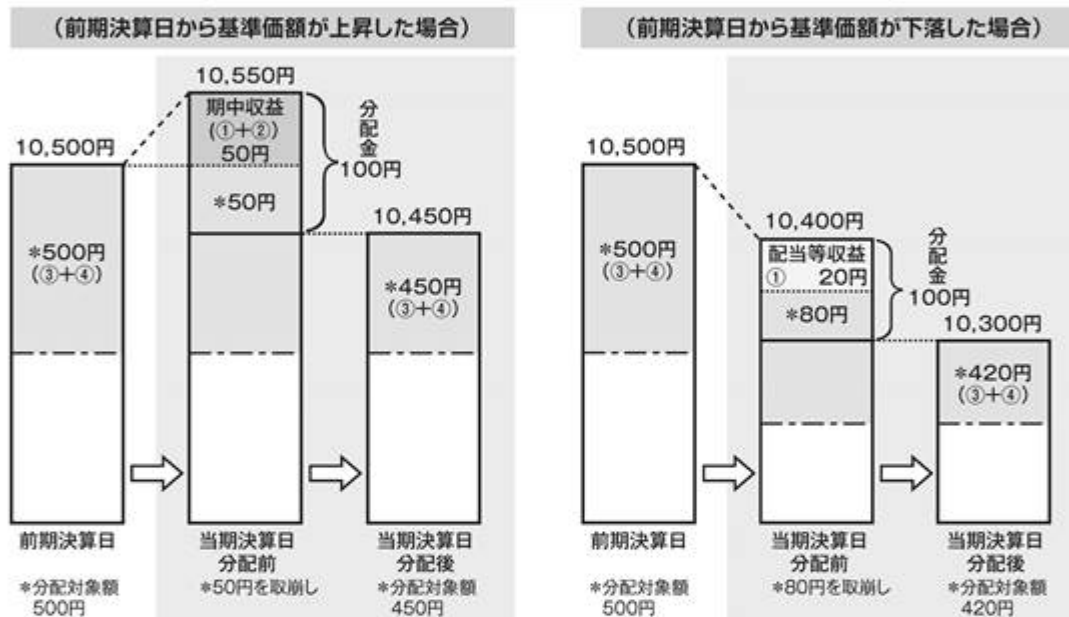 (前期決算日から基準価額が上昇した場合)
10,550円
期中収益
(①+②)
50円
*50円
分配金
100円
10,500円
*500円
(③+④)
10,450円
*450円
(③+④)
前期決算日
当期決算日
分配前
当期決算日
分配後
*分配対象額
500円
*50円を取崩し
*分配対象額
450円
(前期決算日から基準価額が下落した場合)
10,500円
*500円
(③+④)
10,400円
配当等収益
① 20円
*80円
分配金
100円
10,300円
*420円
(③+④)
前期決算日
当期決算日
分配前
当期決算日
分配後
*分配対象額
500円
*80円を取崩し
*分配対象額
420円